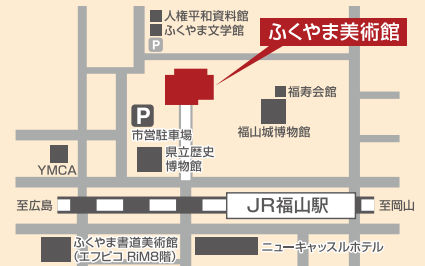 人権平和資料館
ふくやま文学館
P
ふくやま美術館
福寿会館
福山城博物館
P
市営駐車場
県立歴史
博物館
YMCA
至広島
JR福山駅
至岡山
ふくやま書道美術館
(エフピコ RiM8階)
ニューキャッスルホテル